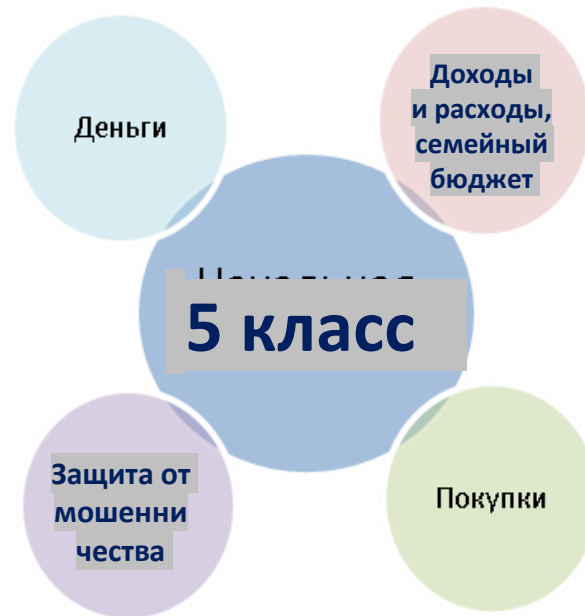 Деньги
Доходы
и расходы,
семейный
бюджет
5 класс
Защита от
мошенни
чества
Покупки